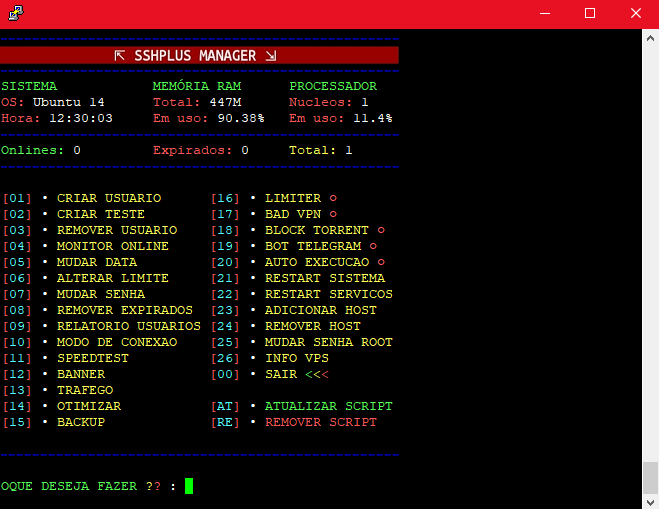 ⇱ SSHPLUS MANAGER ⇲
SISTEMA MEMÓRIA RAM PROCESSADOR
OS: Ubuntu 14 Total: 447M Nucleos: 1
Hora: 12:30:03 Em uso: 90.38% Em uso: 11.4%
Onlines: 0 Expirados: 0 Total: 1
[01] • CRIAR USUARIO [16] • LIMITER ○
[02] • CRIAR TESTE [17] • BAD VPN ○
[03] • REMOVER USUARIO [18] • BLOCK TORRENT ○
[04] • MONITOR ONLINE [19] • BOT TELEGRAM ○
[05] • MUDAR DATA [20] • AUTO EXECUCAO ○
[06] • ALTERAR LIMITE [21] • RESTART SISTEMA
[07] • MUDAR SENHA [22] • RESTART SERVICOS
[08] • REMOVER EXPIRADOS [23] • ADICIONAR HOST
[09] • RELATORIO USUARIOS [24] • REMOVER HOST
[10] • MODO DE CONEXAO [25] • MUDAR SENHA ROOT
[11] • SPEEDTEST [26] • INFO VPS
[12] • BANNER [00] • SAIR <<<
[13] • TRAFEGO
[14] • OTIMIZAR [AT] • ATUALIZAR SCRIPT
[15] • BACKUP [RE] • REMOVER SCRIPT
OQUE DESEJA FAZER ?? :